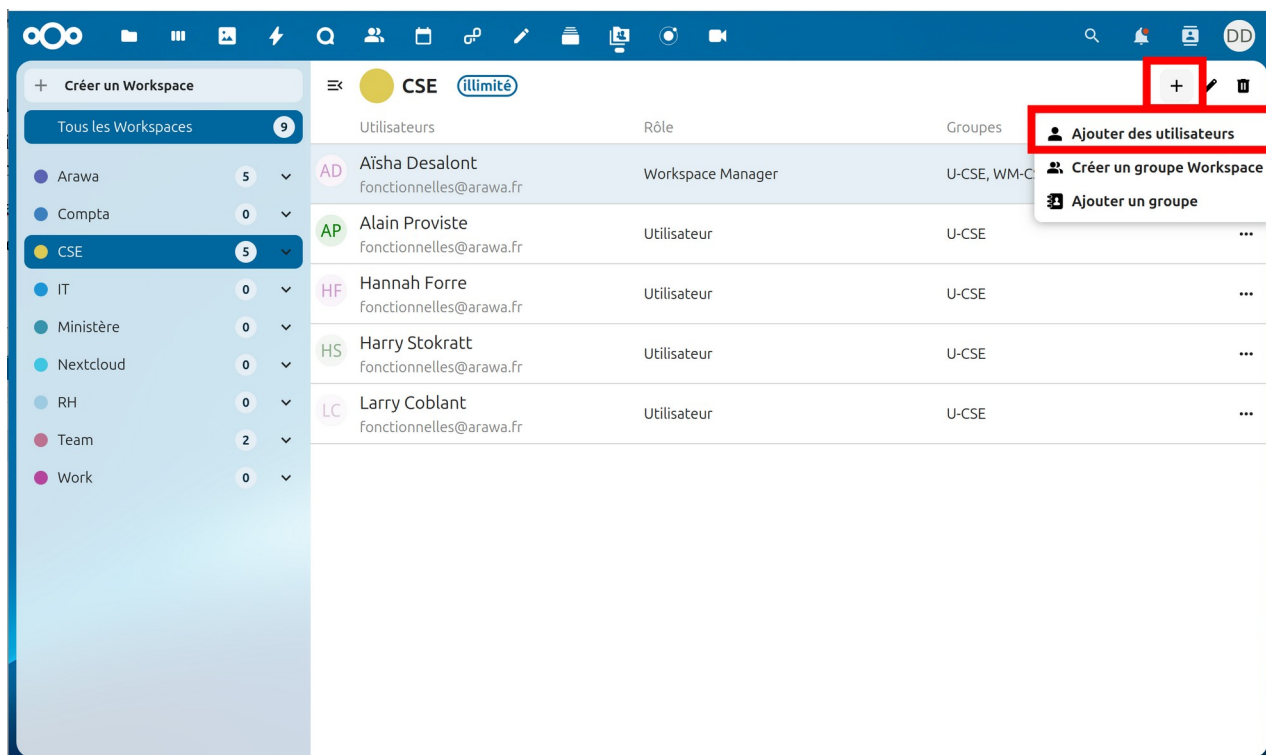 DD
+ Créer un Workspace
CSE illimité
+
Tous les Workspaces 9
Utilisateurs Rôle Groupes
Ajouter des utilisateurs
Créer un groupe Workspace
Ajouter un groupe
Arawa 5
Compta 0
CSE 5
IT 0
Ministère 0
Nextcloud 0
RH 0
Team 2
Work 0
AD Aïsha Desalont Workspace Manager U-CSE, WM-C
fonctionnelles@arawa.fr
AP Alain Proviste Utilisateur U-CSE
fonctionnelles@arawa.fr
HF Hannah Forre Utilisateur U-CSE
fonctionnelles@arawa.fr
HS Harry Stokratt Utilisateur U-CSE
fonctionnelles@arawa.fr
LC Larry Coblant Utilisateur U-CSE
fonctionnelles@arawa.fr